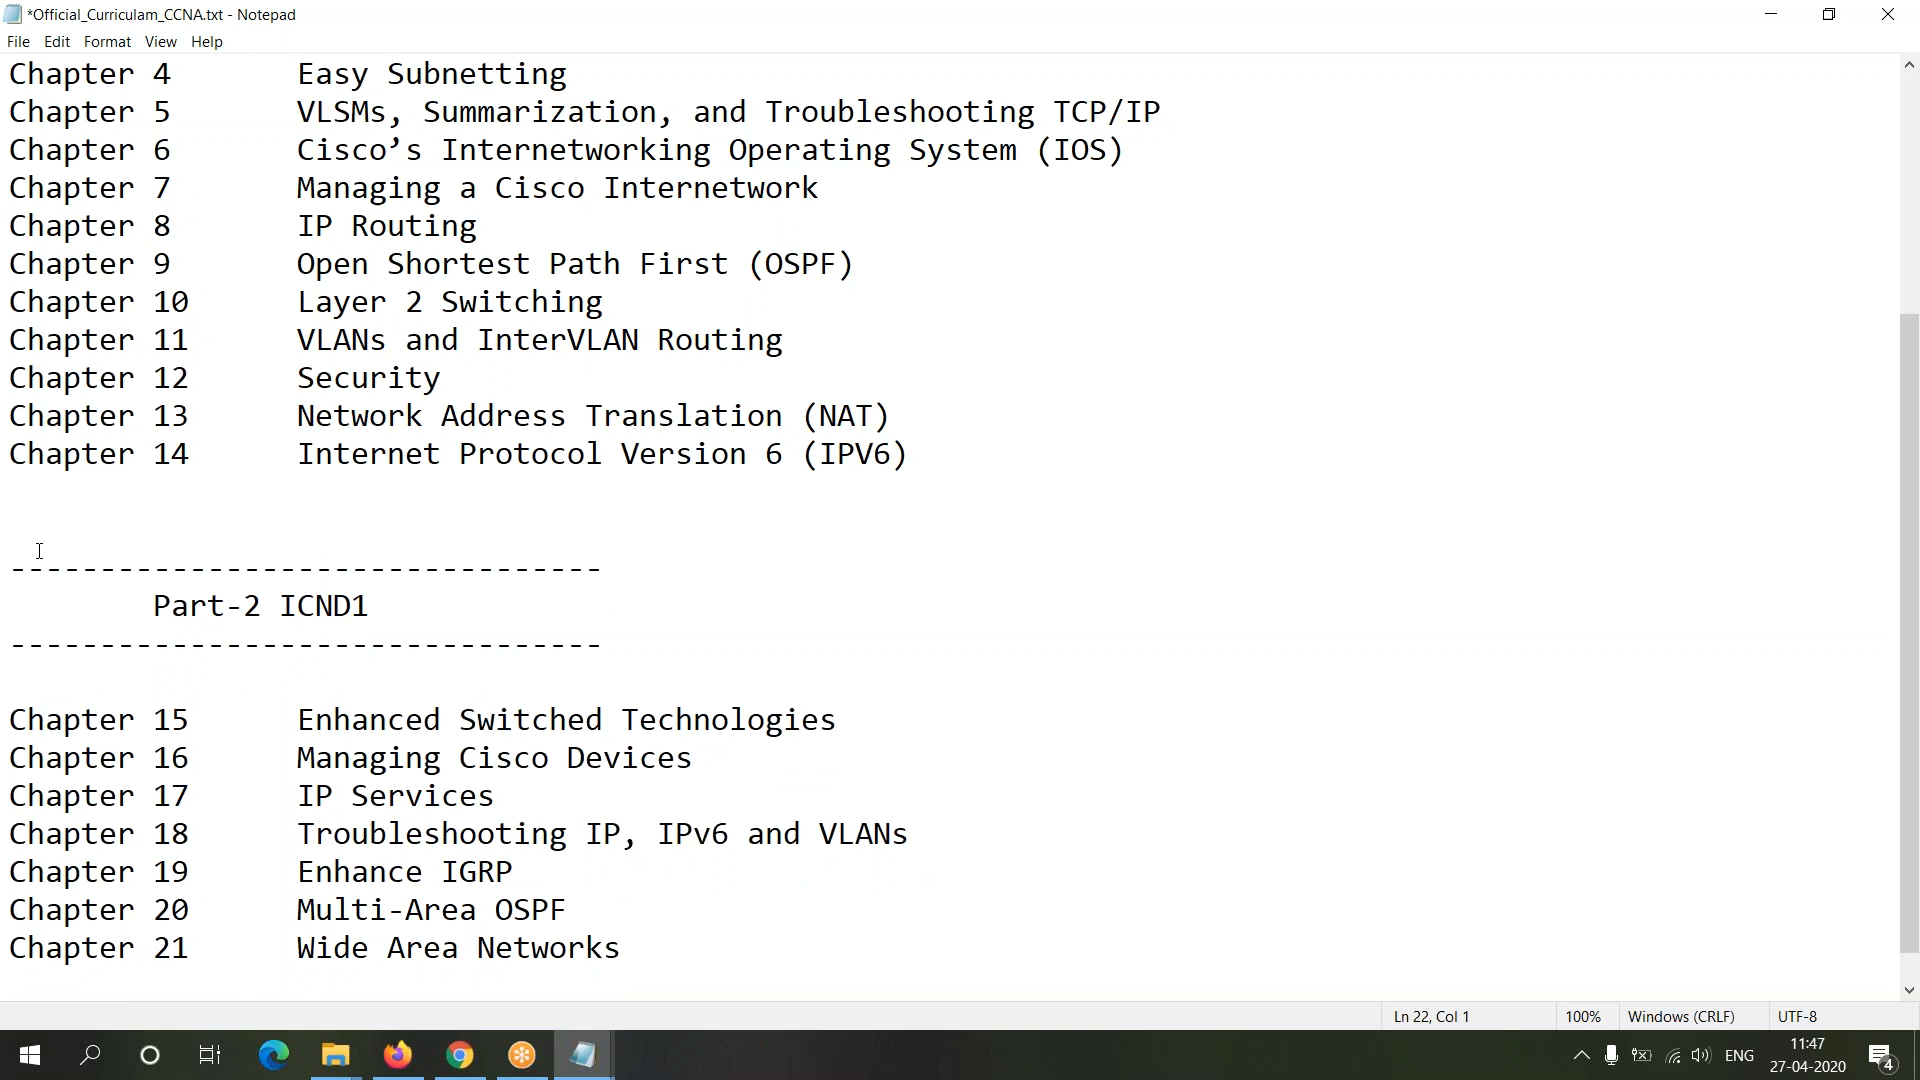 *Official_Curriculam_CCNA.txt - Notepad
File Edit Format View Help
Chapter 4 Easy Subnetting
Chapter 5 VLSMs, Summarization, and Troubleshooting TCP/IP
Chapter 6 Cisco’s Internetworking Operating System (IOS)
Chapter 7 Managing a Cisco Internetwork
Chapter 8 IP Routing
Chapter 9 Open Shortest Path First (OSPF)
Chapter 10 Layer 2 Switching
Chapter 11 VLANs and InterVLAN Routing
Chapter 12 Security
Chapter 13 Network Address Translation (NAT)
Chapter 14 Internet Protocol Version 6 (IPV6)
---------------------------------
Part-2 ICND1
---------------------------------
Chapter 15 Enhanced Switched Technologies
Chapter 16 Managing Cisco Devices
Chapter 17 IP Services
Chapter 18 Troubleshooting IP, IPv6 and VLANs
Chapter 19 Enhance IGRP
Chapter 20 Multi-Area OSPF
Chapter 21 Wide Area Networks
Ln 22, Col 1 100% Windows (CRLF) UTF-8
ENG
11:47
27-04-2020
4